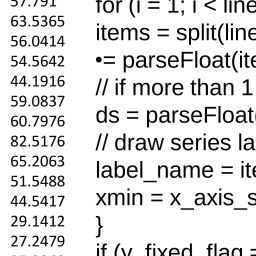 57.791
63.5365
56.0414
54.5642
44.1916
59.0837
60.7976
82.5176
65.2063
51.5488
44.5417
29.1412
27.2479
for (i = 1; i < line
items = split(line
•= parseFloat(ite
// if more than 1
ds = parseFloat(
// draw series la
label_name = ite
xmin = x_axis_s
}
if (y_fixed_flag =